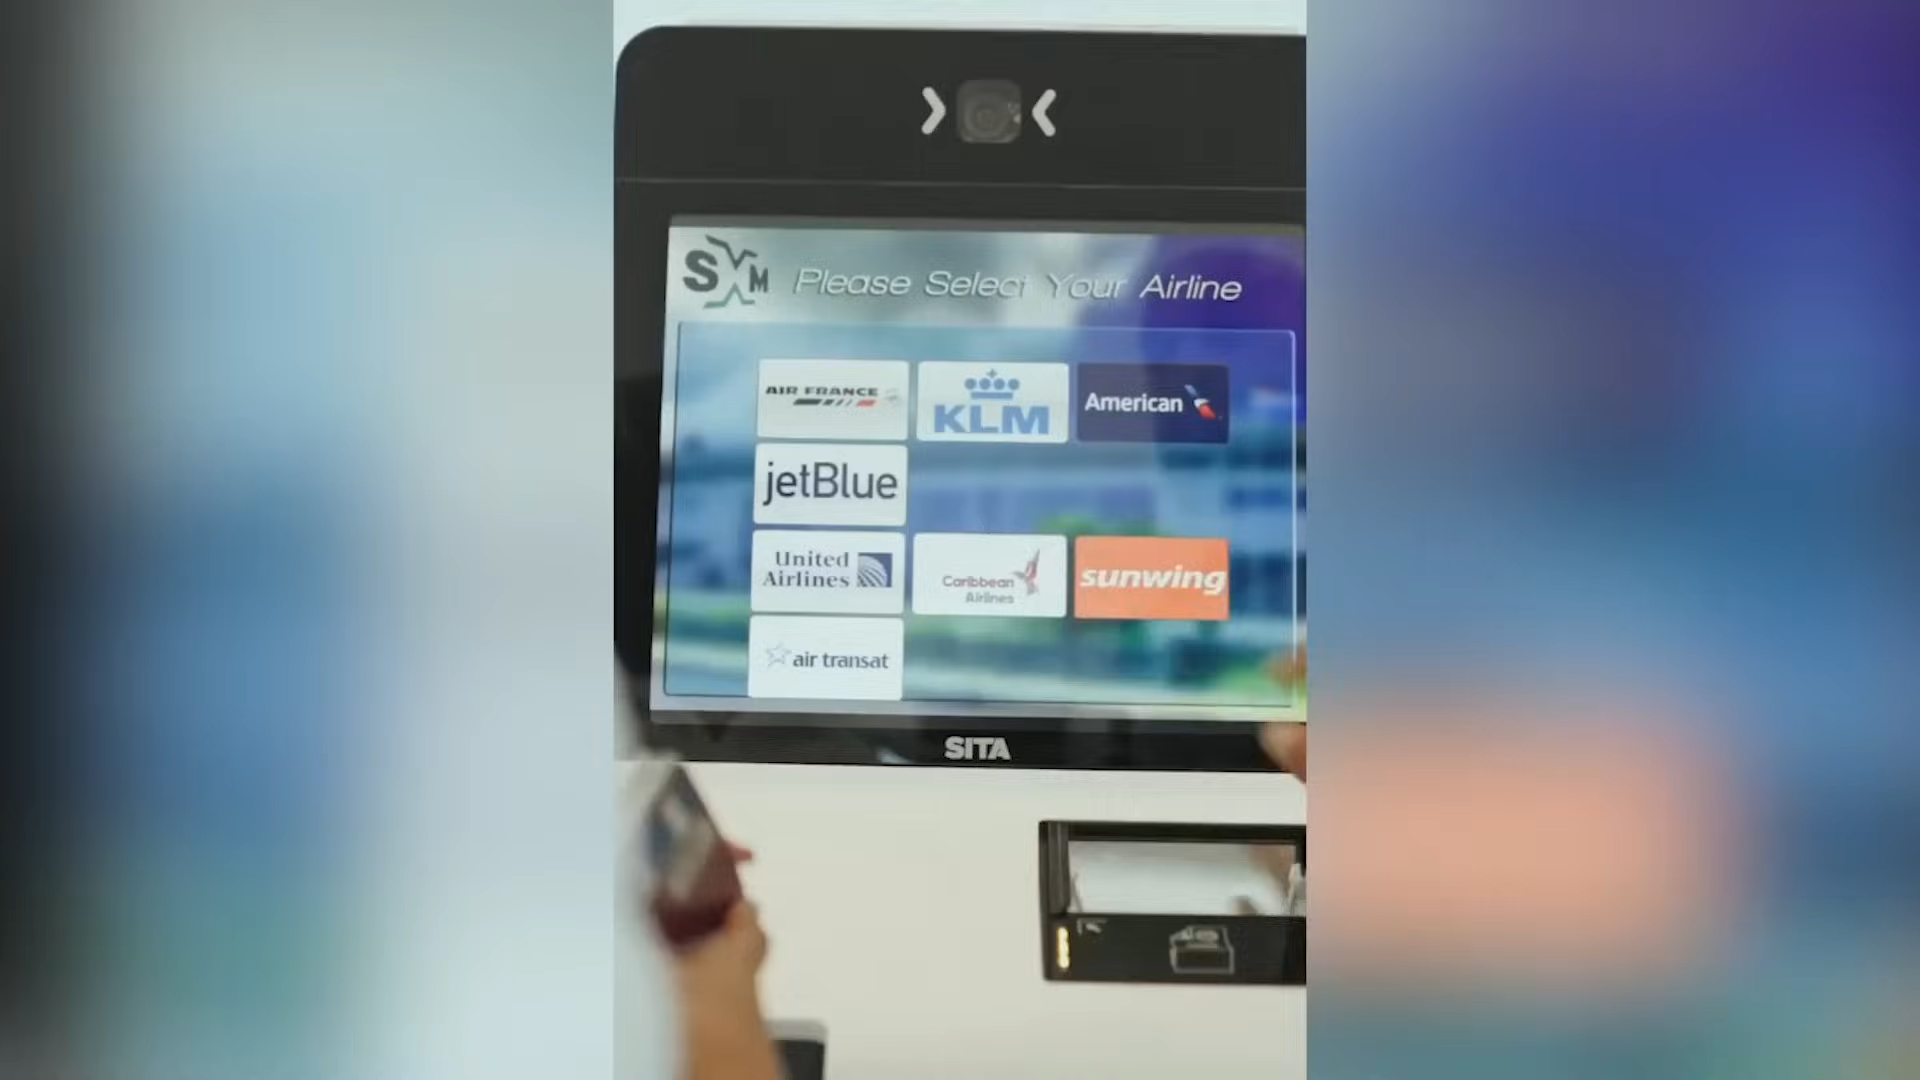 SXM Please Select Your Airline
AIR FRANCE
KLM
American
jetBlue
United
Airlines
Caribbean
Airlines
sunwing
air transat
SITA